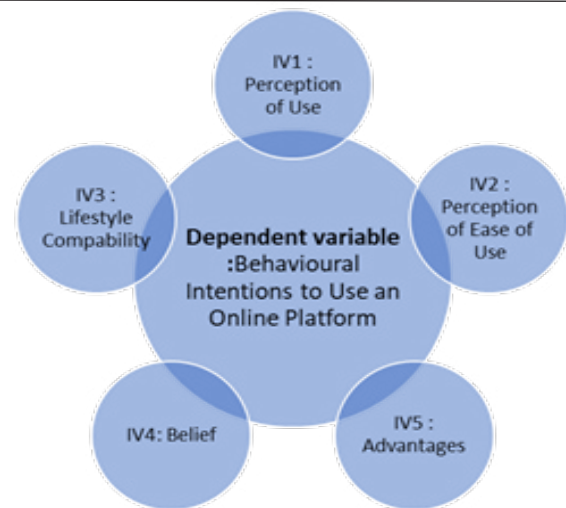 IV1 :
Perception
of Use
IV3 :
Lifestyle
Compability
IV2 :
Perception
of Ease of
Use
Dependent variable
:Behavioural
Intentions to Use an
Online Platform
IV4: Belief
IV5 :
Advantages